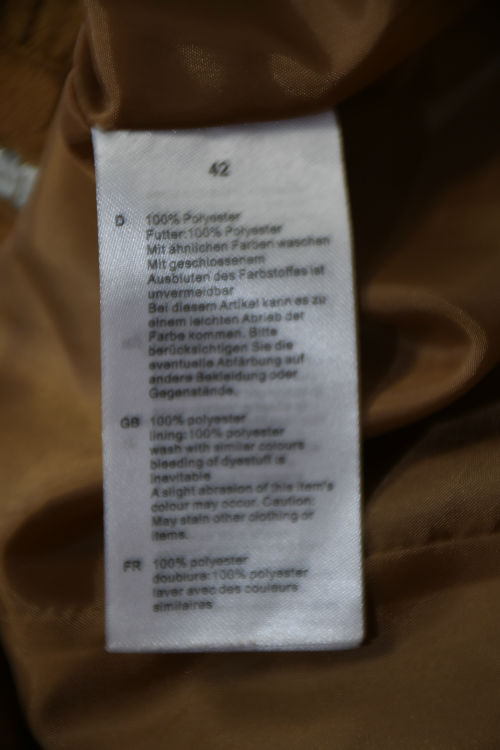 42
D 100% Polyester
Futter:100% Polyester
Mit ähnlichen Farben waschen
Mit geschlossenem
Ausbluten des Farbstoffes ist
unvermeidbar
Bei diesem Artikel kann es zu
einem leichten Abrieb der
Farbe kommen. Bitte
berücksichtigen Sie die
eventuelle Abfärbung auf
andere Bekleidung oder
Gegenstände.
GB 100% polyester
lining:100% polyester
wash with similar colours
bleeding of dyestuff is
inevitable
A slight abrasion of this item's
colour may occur. Caution:
May stain other clothing or
items.
FR 100% polyester
doublure:100% polyester
laver avec des couleurs
similaires